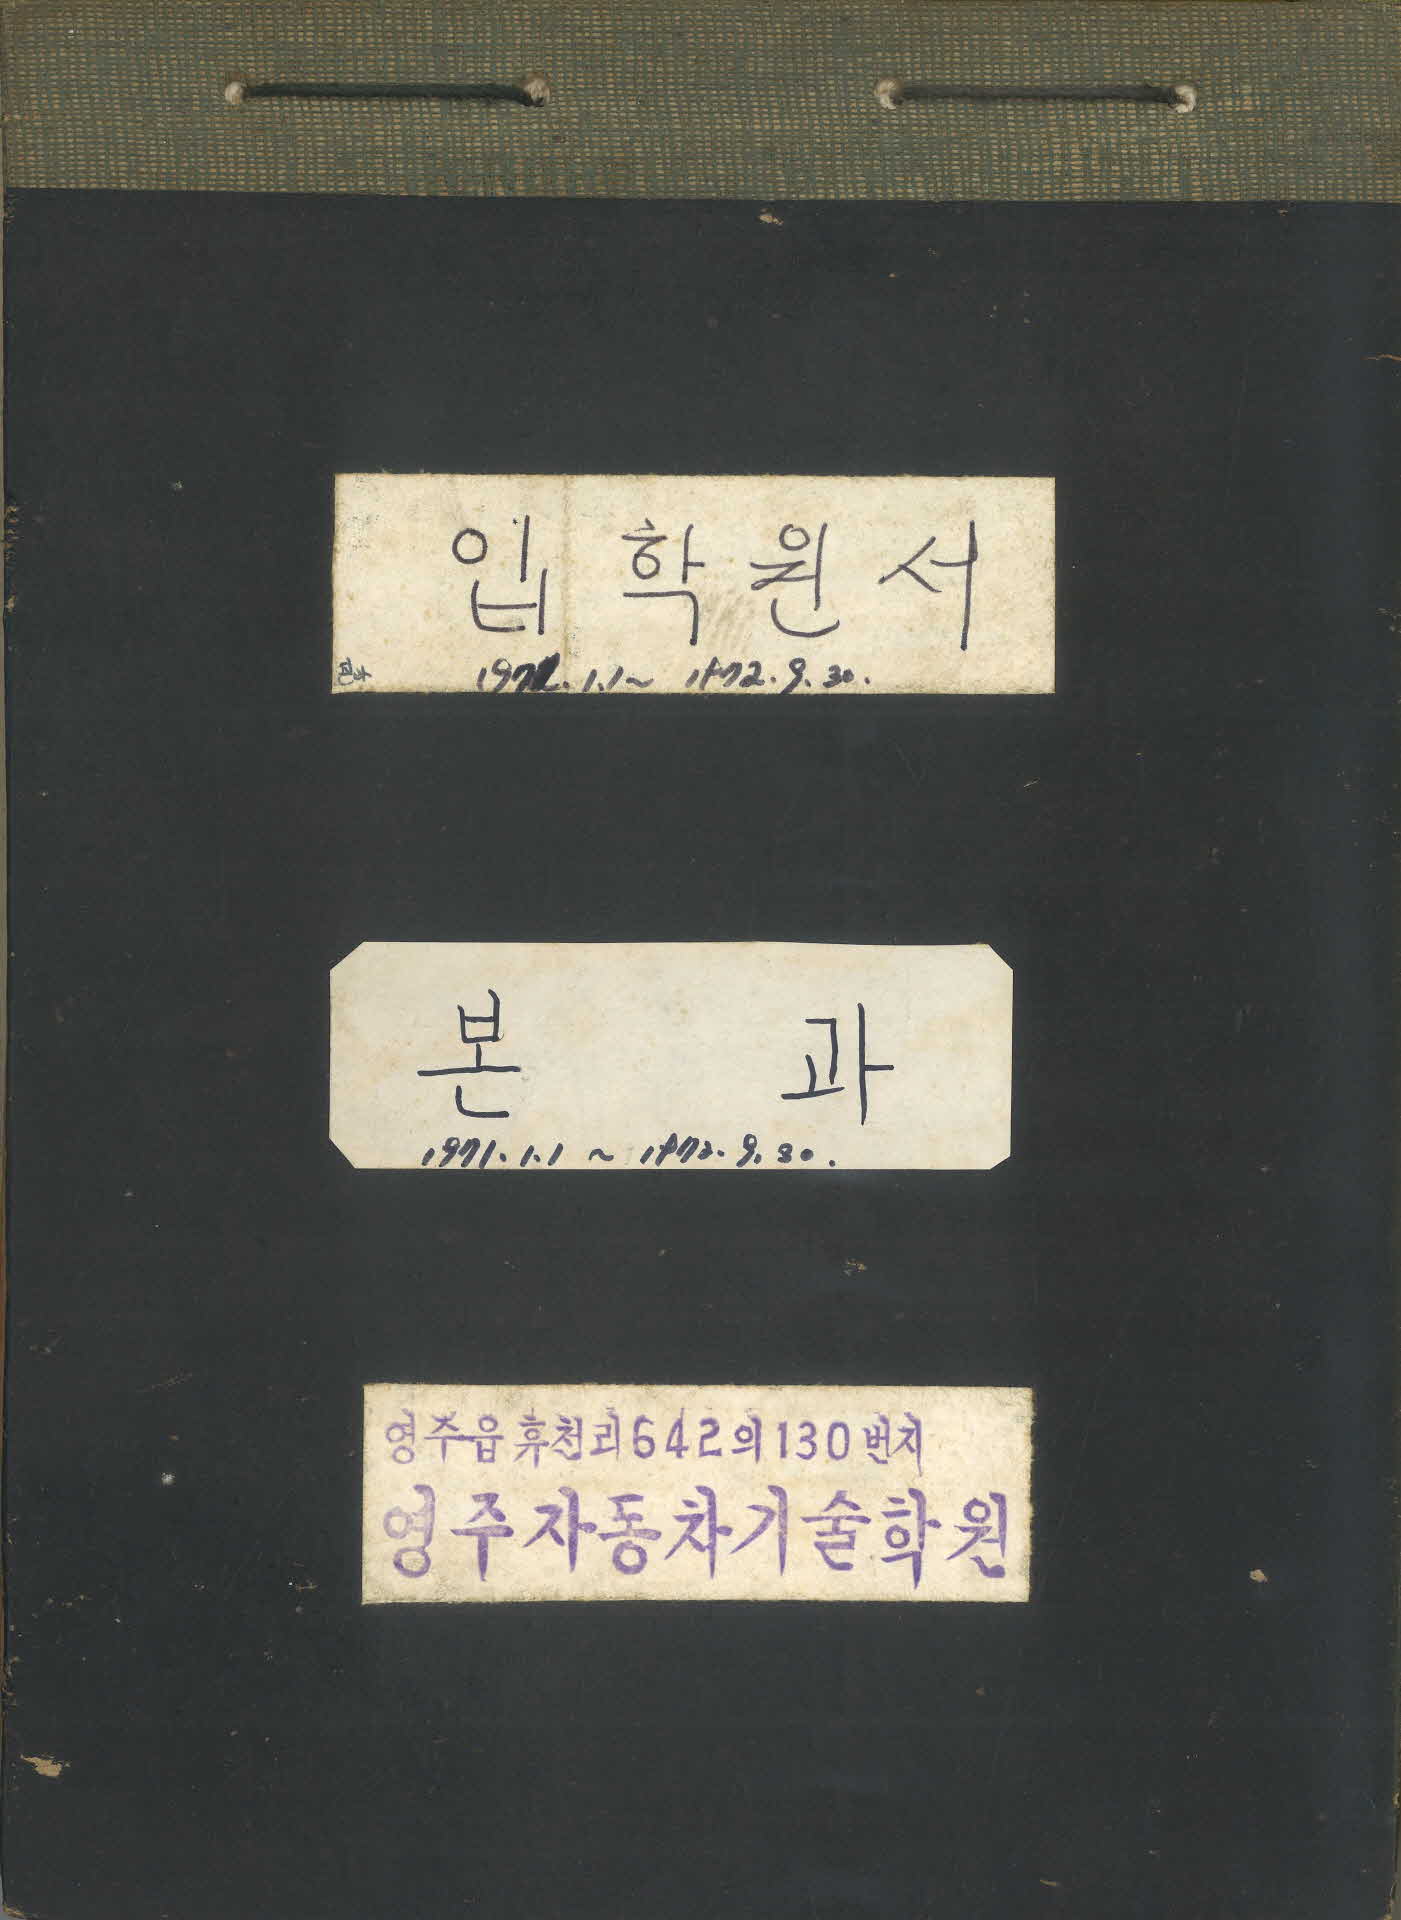 입학원서
1971.1.1~ 1972.9.30.
본 과
1971.1.1 ~ 1972.9.30.
영주읍 휴천리 642의 130번지
영주자동차기술학원